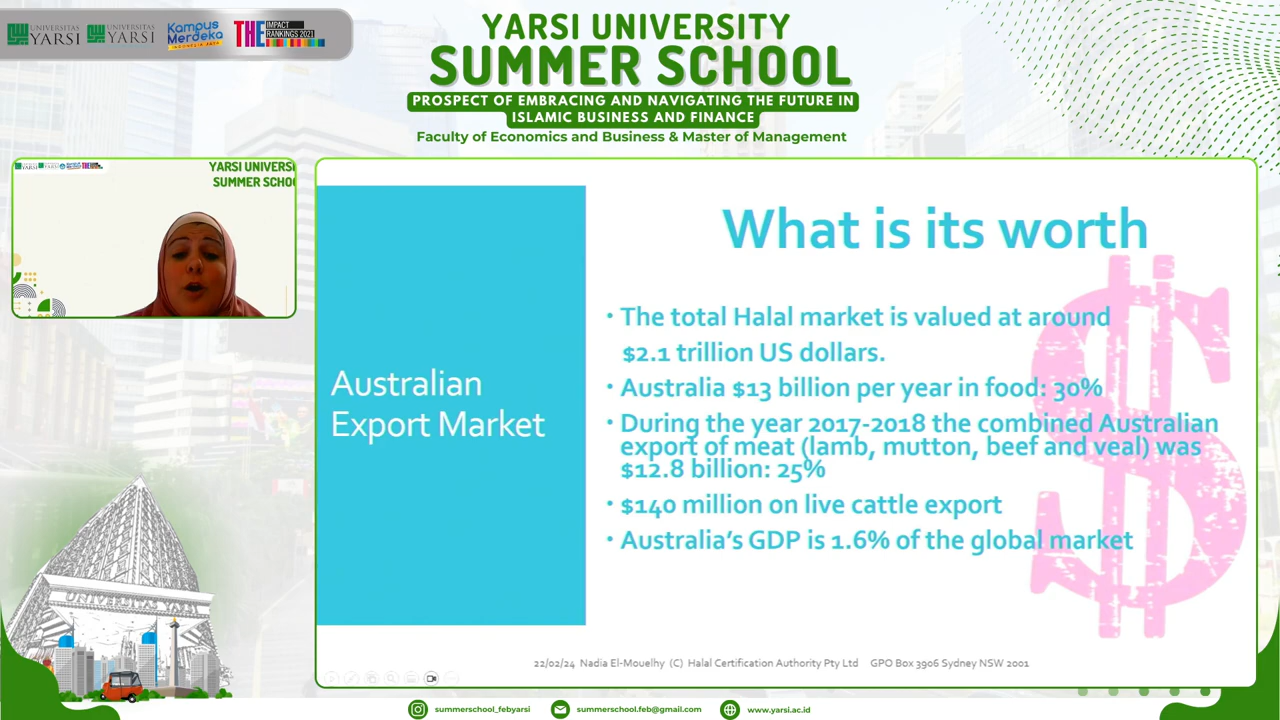 UNIVERSITAS
YARSI
UNIVERSITAS
YARSI
Kampus
Merdeka
INDONESIA JAYA
THE IMPACT
RANKINGS 2021
YARSI UNIVERSITY
SUMMER SCHOOL
PROSPECT OF EMBRACING AND NAVIGATING THE FUTURE IN
ISLAMIC BUSINESS AND FINANCE
Faculty of Economics and Business & Master of Management
YARSI UNIVERSI
SUMMER SCHO
Australian
Export Market
What is its worth
• The total Halal market is valued at around
$2.1 trillion US dollars.
• Australia $13 billion per year in food: 30%
• During the year 2017-2018 the combined Australian
export of meat (lamb, mutton, beef and veal) was
$12.8 billion: 25%
• $140 million on live cattle export
• Australia's GDP is 1.6% of the global market
22/02/24 Nadia El-Mouelhy (C) Halal Certification Authority Pty Ltd GPO Box 3906 Sydney NSW 2001
UNIVERSITAS YARSI
summerschool_febyarsi
summerschool.feb@gmail.com
www.yarsi.ac.id